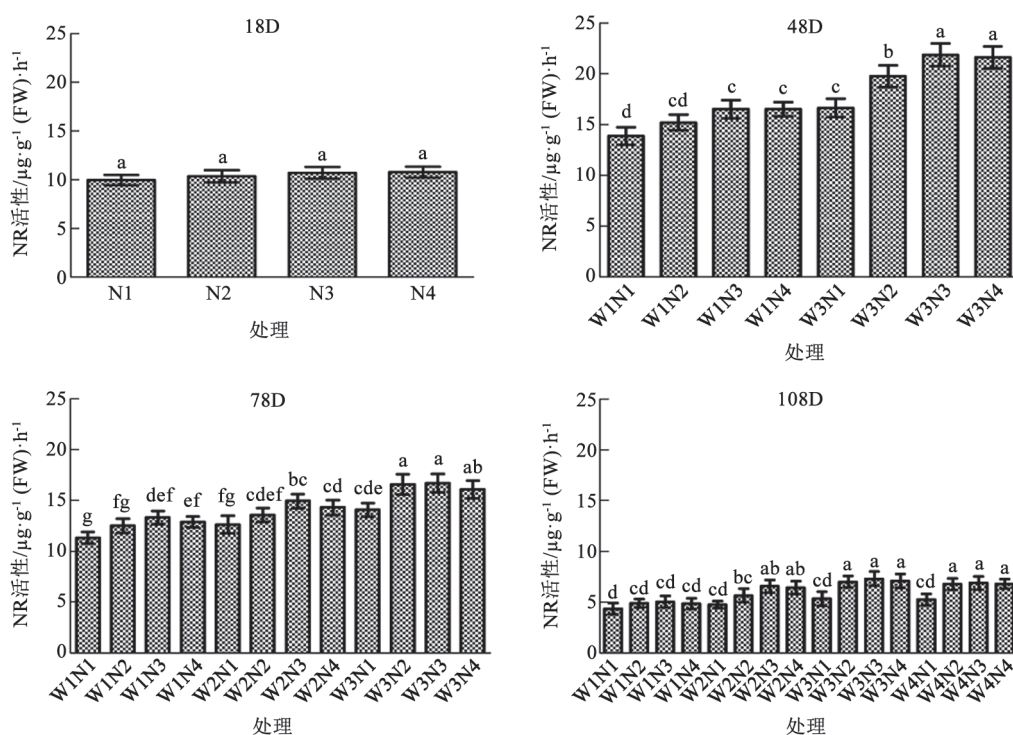 18D
NR活性/μg·g⁻¹ (FW)·h⁻¹
25
20
15
10
5
0
a a a a
N1 N2 N3 N4
处理
48D
NR活性/μg·g⁻¹ (FW)·h⁻¹
25
20
15
10
5
0
d cd c c c b a a
W1N1 W1N2 W1N3 W1N4 W3N1 W3N2 W3N3 W3N4
处理
78D
NR活性/μg·g⁻¹ (FW)·h⁻¹
25
20
15
10
5
0
g fg def ef fg cdef bc cd cde a a ab
W1N1 W1N2 W1N3 W1N4 W2N1 W2N2 W2N3 W2N4 W3N1 W3N2 W3N3 W3N4
处理
108D
NR活性/μg·g⁻¹ (FW)·h⁻¹
25
20
15
10
5
0
d cd cd cd cd bc ab ab cd a a a cd a a a
W1N1 W1N2 W1N3 W1N4 W2N1 W2N2 W2N3 W2N4 W3N1 W3N2 W3N3 W3N4 W4N1 W4N2 W4N3 W4N4
处理